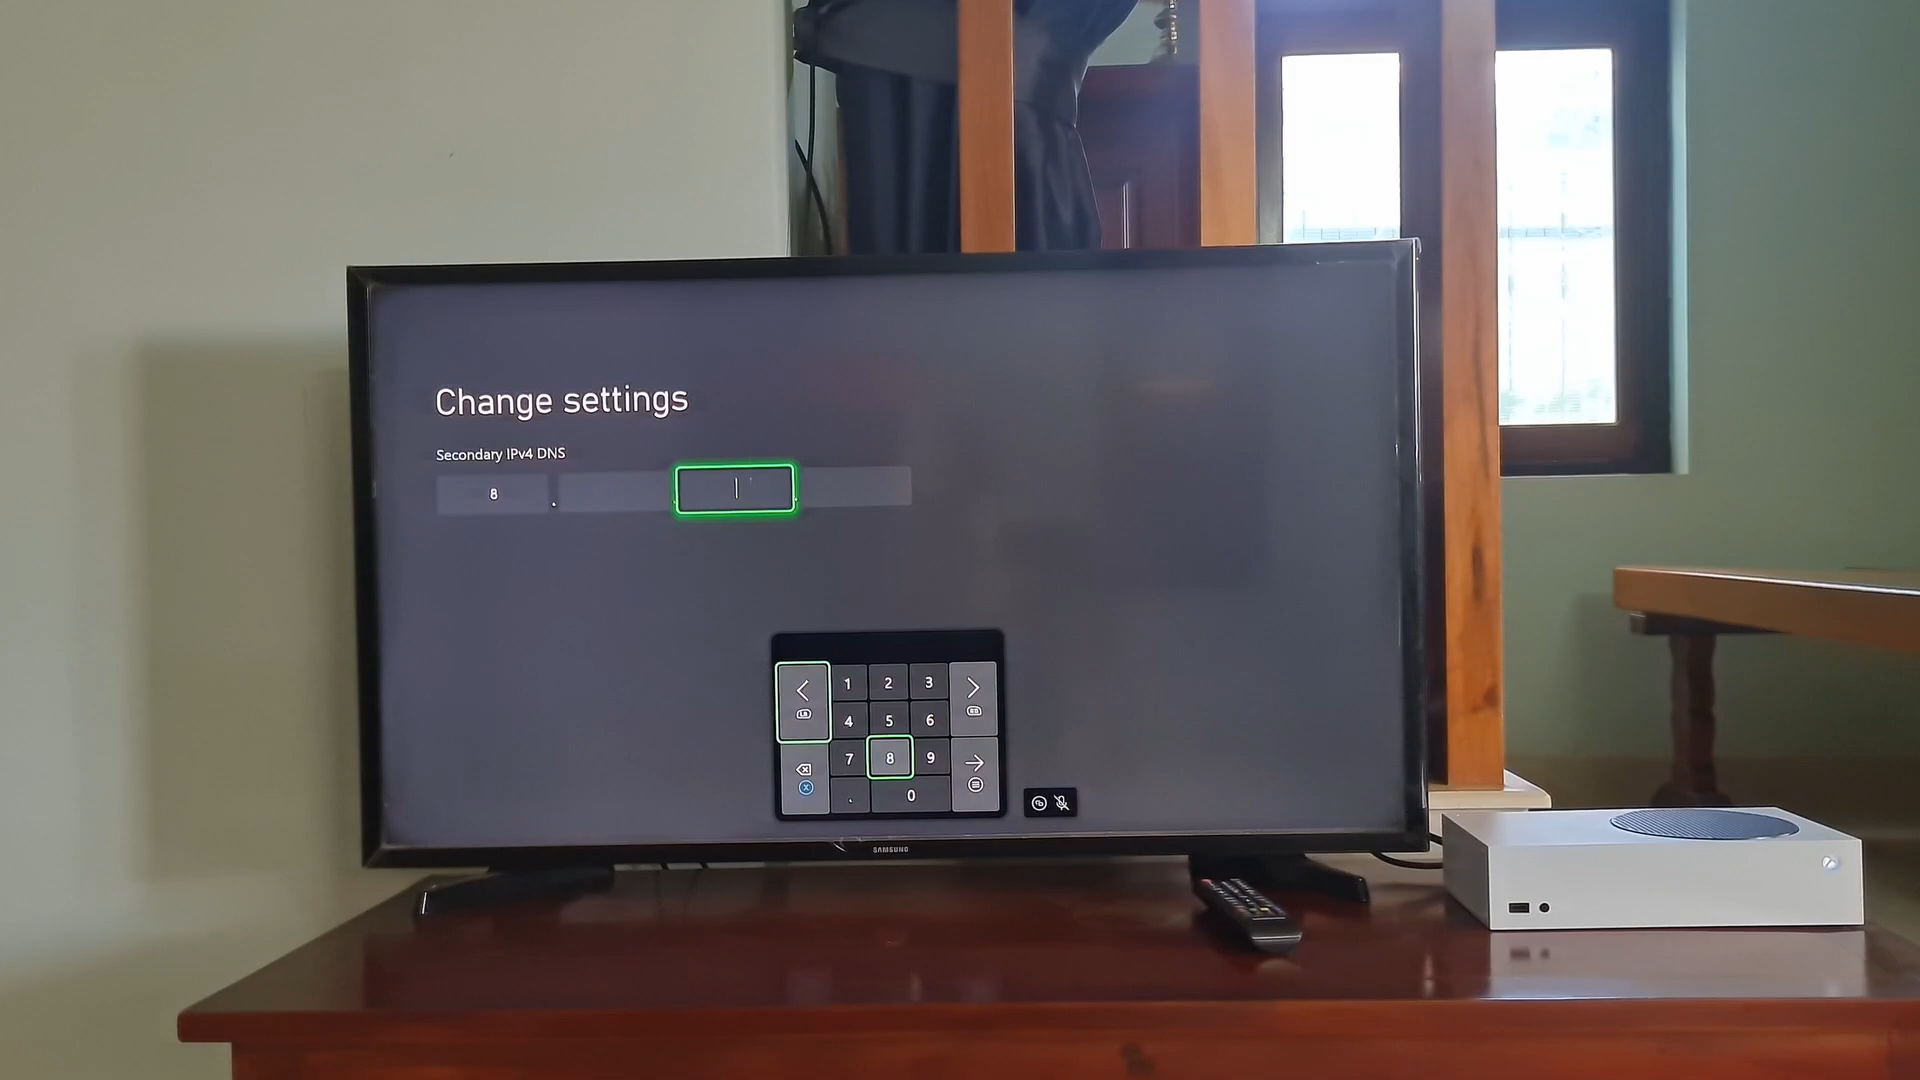 Change settings
Secondary IPv4 DNS
8 .
1 2 3
4 5 6
7 8 9
X . 0
SAMSUNG